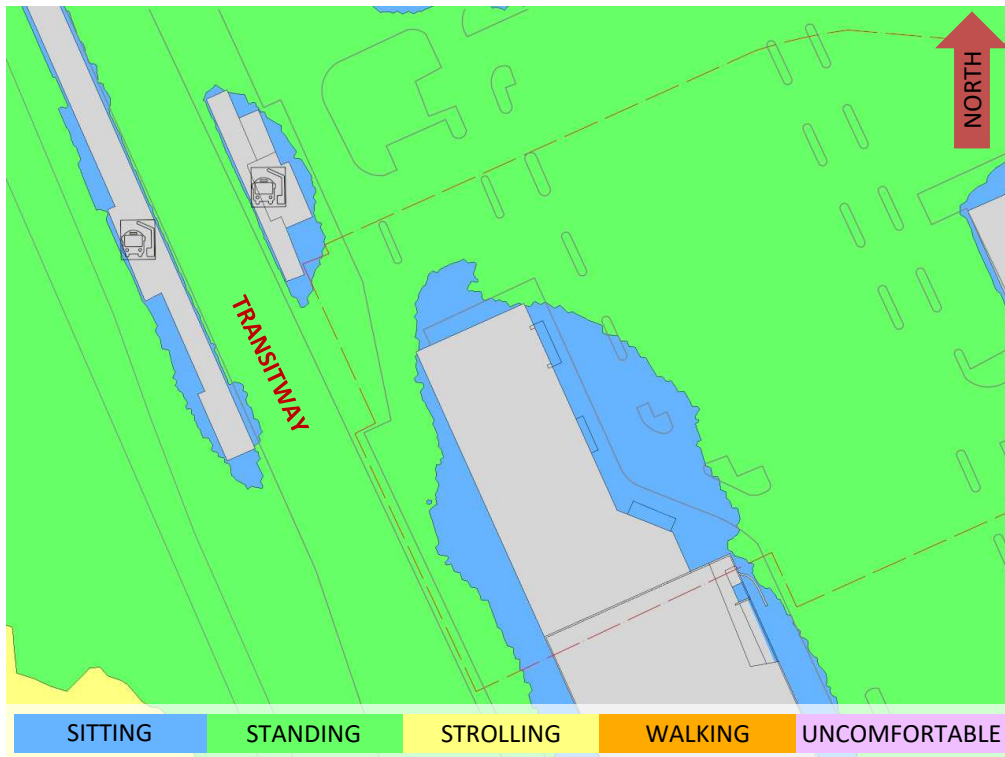 NORTH
TRANSITWAY
SITTING
STANDING
STROLLING
WALKING
UNCOMFORTABLE